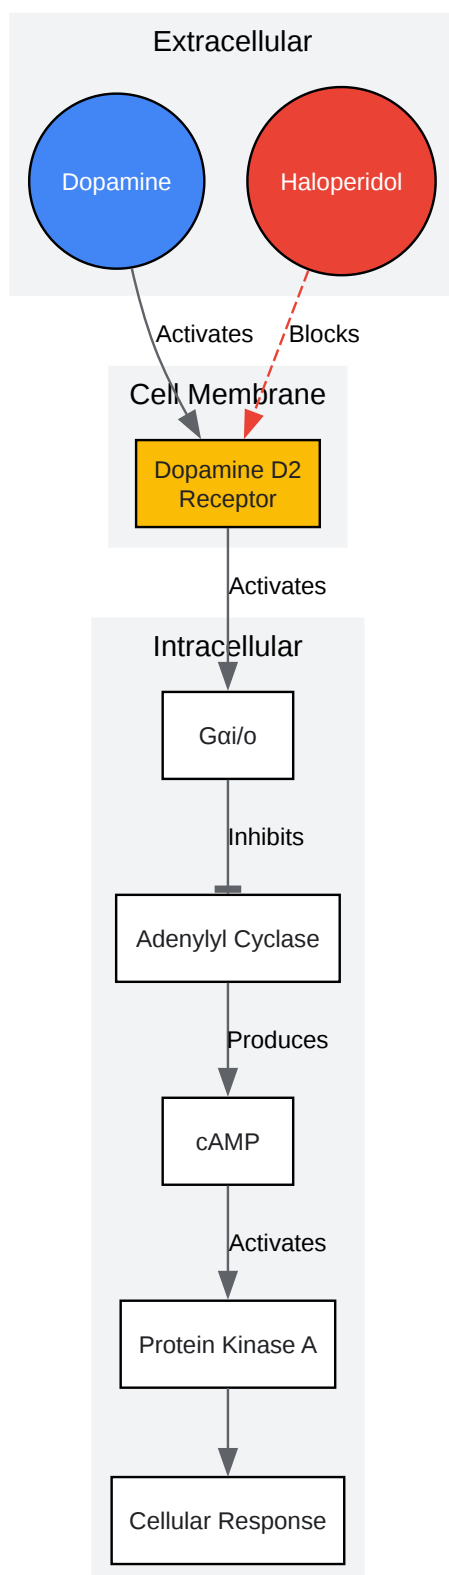 Extracellular
Dopamine
Haloperidol
Activates
Blocks
Cell Membrane
Dopamine D2
Receptor
Activates
Intracellular
Gαi/o
Inhibits
Adenylyl Cyclase
Produces
cAMP
Activates
Protein Kinase A
Cellular Response